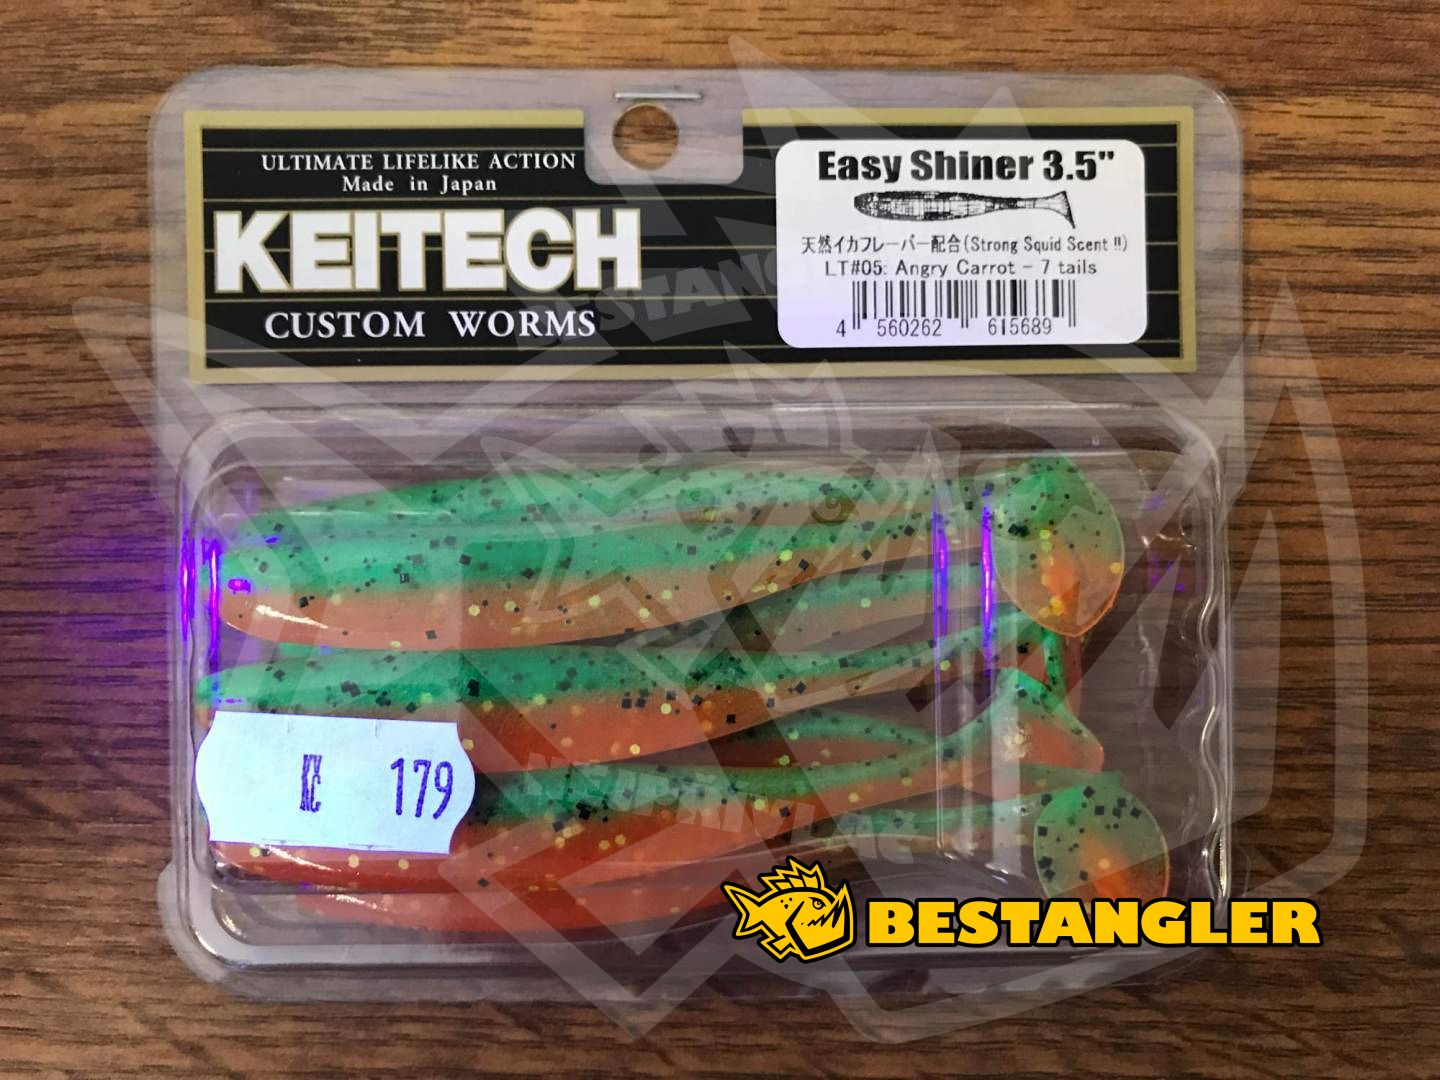 ULTIMATE LIFELIKE ACTION
Made in Japan
KEITECH
CUSTOM WORMS
Easy Shiner 3.5"
天然イカフレーバー配合(Strong Squid Scent !!)
LT#05: Angry Carrot - 7 tails
4 560262 615689
KC 179
BESTANGLER